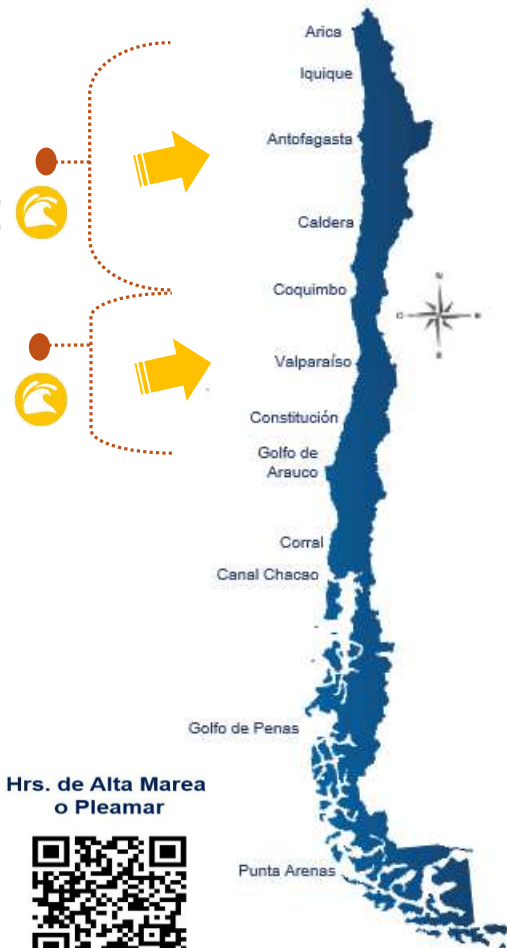 Arica
Iquique
Antofagasta
Caldera
Coquimbo
N
O
E
S
Valparaíso
Constitución
Golfo de
Arauco
Corral
Canal Chacao
Golfo de Penas
Hrs. de Alta Marea
o Pleamar
Punta Arenas